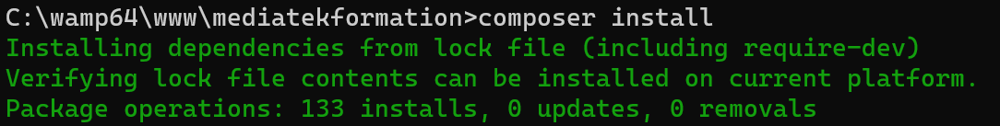 C:\wamp64\www\mediatekformation>composer install
Installing dependencies from lock file (including require-dev)
Verifying lock file contents can be installed on current platform.
Package operations: 133 installs, 0 updates, 0 removals